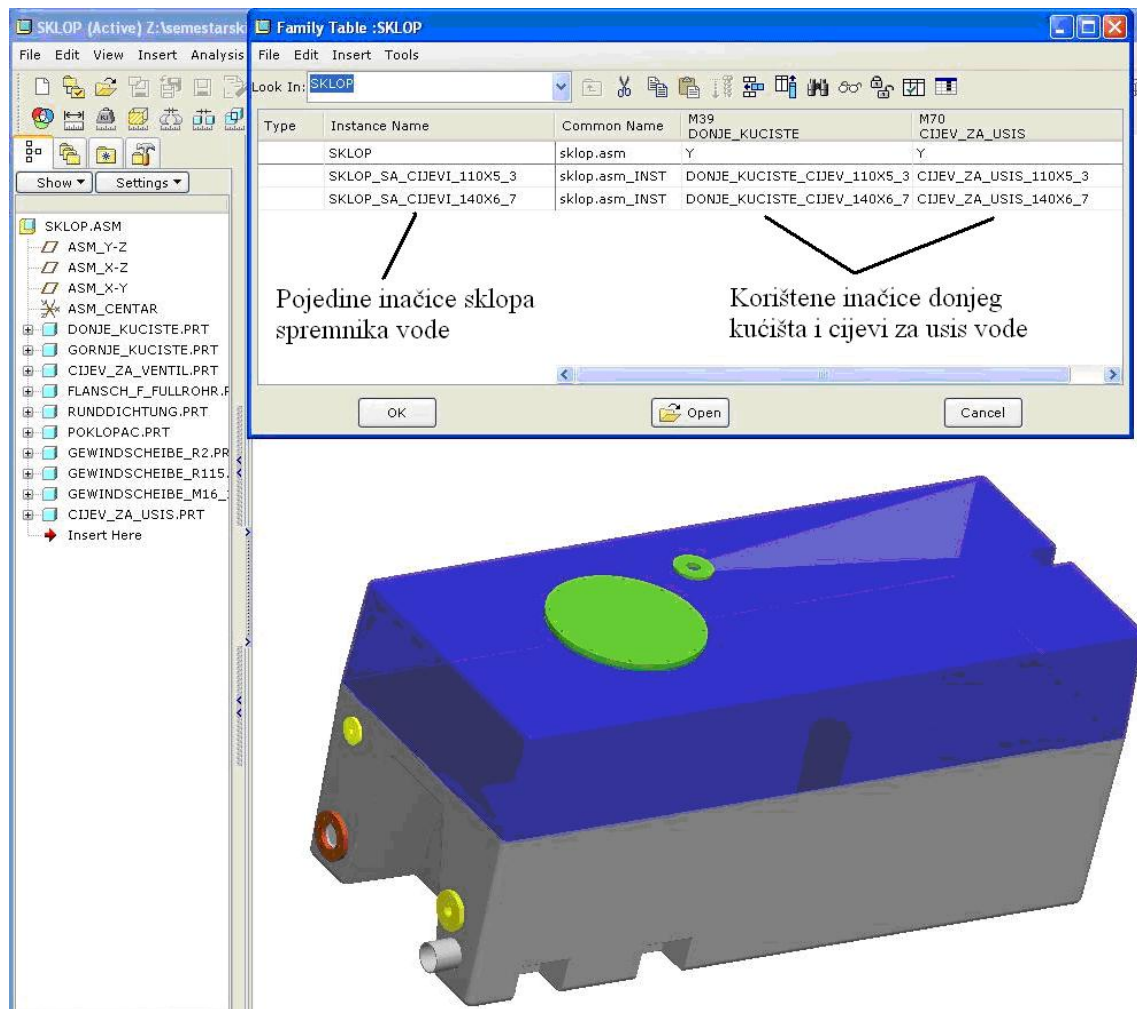 SKLOP (Active) Z:\semestarski
File Edit View Insert Analysis
Show Settings
SKLOP.ASM
ASM_Y-Z
ASM_X-Z
ASM_X-Y
ASM_CENTAR
DONJE_KUCISTE.PRT
GORNJE_KUCISTE.PRT
CIJEV_ZA_VENTIL.PRT
FLANSCH_F_FULLROHR.P
RUNDDICHTUNG.PRT
POKLOPAC.PRT
GEWINDSCHEIBE_R2.PR
GEWINDSCHEIBE_R115.
GEWINDSCHEIBE_M16_
CIJEV_ZA_USIS.PRT
Insert Here
Family Table :SKLOP
File Edit Insert Tools
Look In: SKLOP
Type Instance Name Common Name M39 DONJE_KUCISTE M70 CIJEV_ZA_USIS
SKLOP sklop.asm Y Y
SKLOP_SA_CIJEVI_110X5_3 sklop.asm_INST DONJE_KUCISTE_CIJEV_110X5_3 CIJEV_ZA_USIS_110X5_3
SKLOP_SA_CIJEVI_140X6_7 sklop.asm_INST DONJE_KUCISTE_CIJEV_140X6_7 CIJEV_ZA_USIS_140X6_7
Pojedine inačice sklopa
spremnika vode
Korištene inačice donjeg
kućišta i cijevi za usis vode
OK Open Cancel